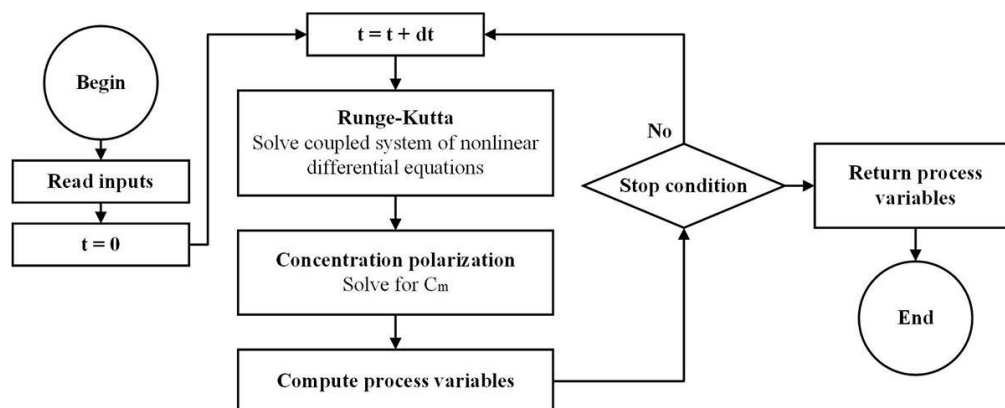 Begin
Read inputs
t = 0
t = t + dt
Runge-Kutta
Solve coupled system of nonlinear
differential equations
Concentration polarization
Solve for Cm
Compute process variables
No
Stop condition
Return process
variables
End